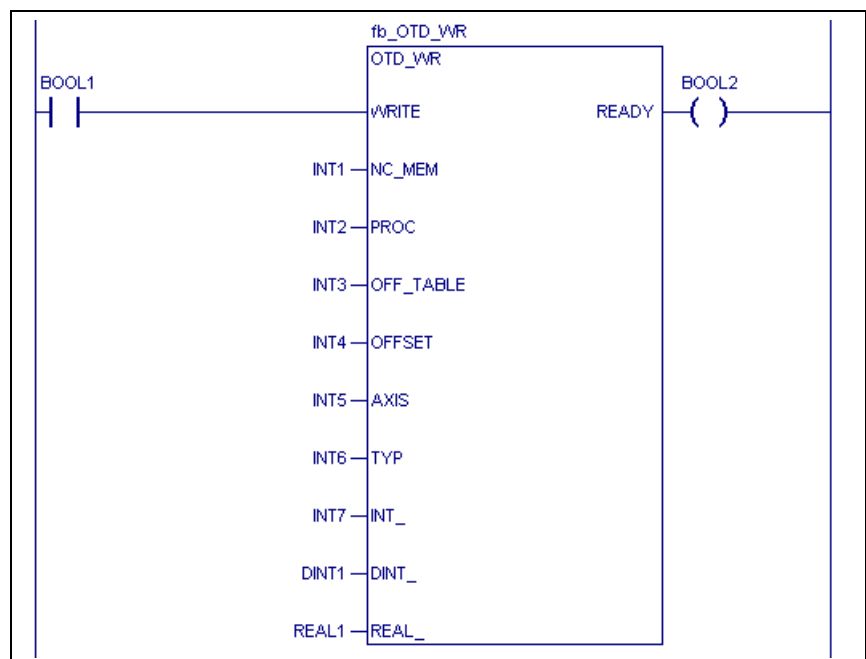 fb_OTD_WR
OTD_WR
BOOL1 WRITE READY BOOL2
INT1 NC_MEM
INT2 PROC
INT3 OFF_TABLE
INT4 OFFSET
INT5 AXIS
INT6 TYP
INT7 INT_
DINT1 DINT_
REAL1 REAL_